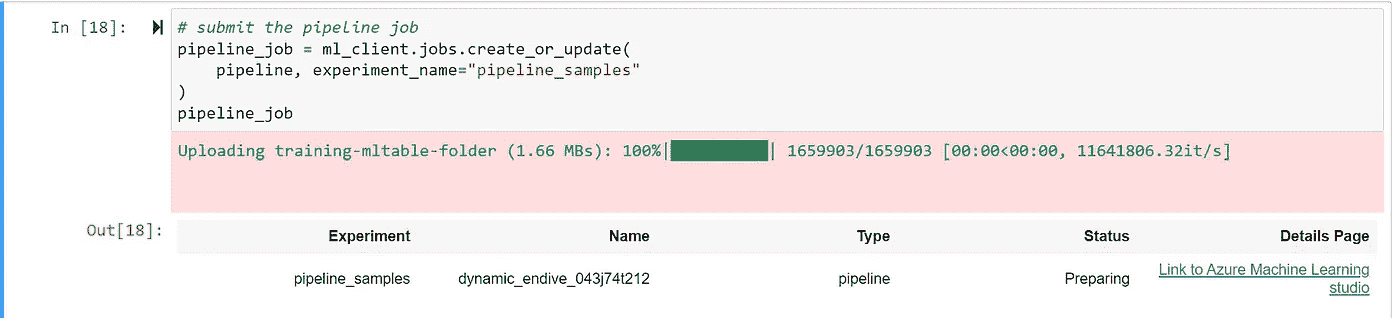 In [18]:
# submit the pipeline job
pipeline_job = ml_client.jobs.create_or_update(
    pipeline, experiment_name="pipeline_samples"
)
pipeline_job
Uploading training-mltable-folder (1.66 MBs): 100%|██████████| 1659903/1659903 [00:00<00:00, 11641806.32it/s]
Out[18]:
Experiment Name Type Status Details Page
pipeline_samples dynamic_endive_043j74t212 pipeline Preparing Link to Azure Machine Learning
studio